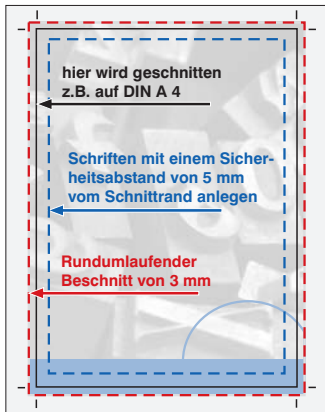 hier wird geschnitten
z.B. auf DIN A 4
Schriften mit einem Sicher-
heitsabstand von 5 mm
vom Schnittrand anlegen
Rundumlaufender
Beschnitt von 3 mm